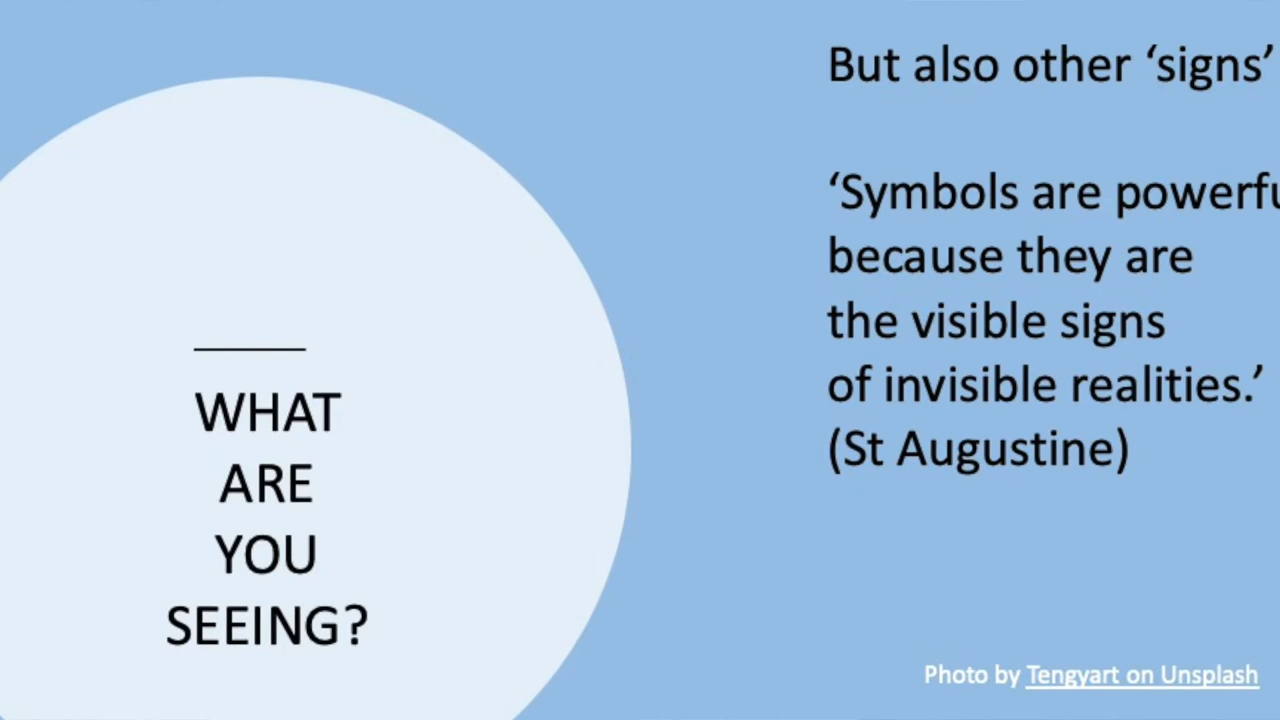 WHAT
ARE
YOU
SEEING?
But also other ‘signs’
‘Symbols are
because they are
the visible signs
of invisible realities.’
(St Augustine)
Photo by Tengyart on Unsplash